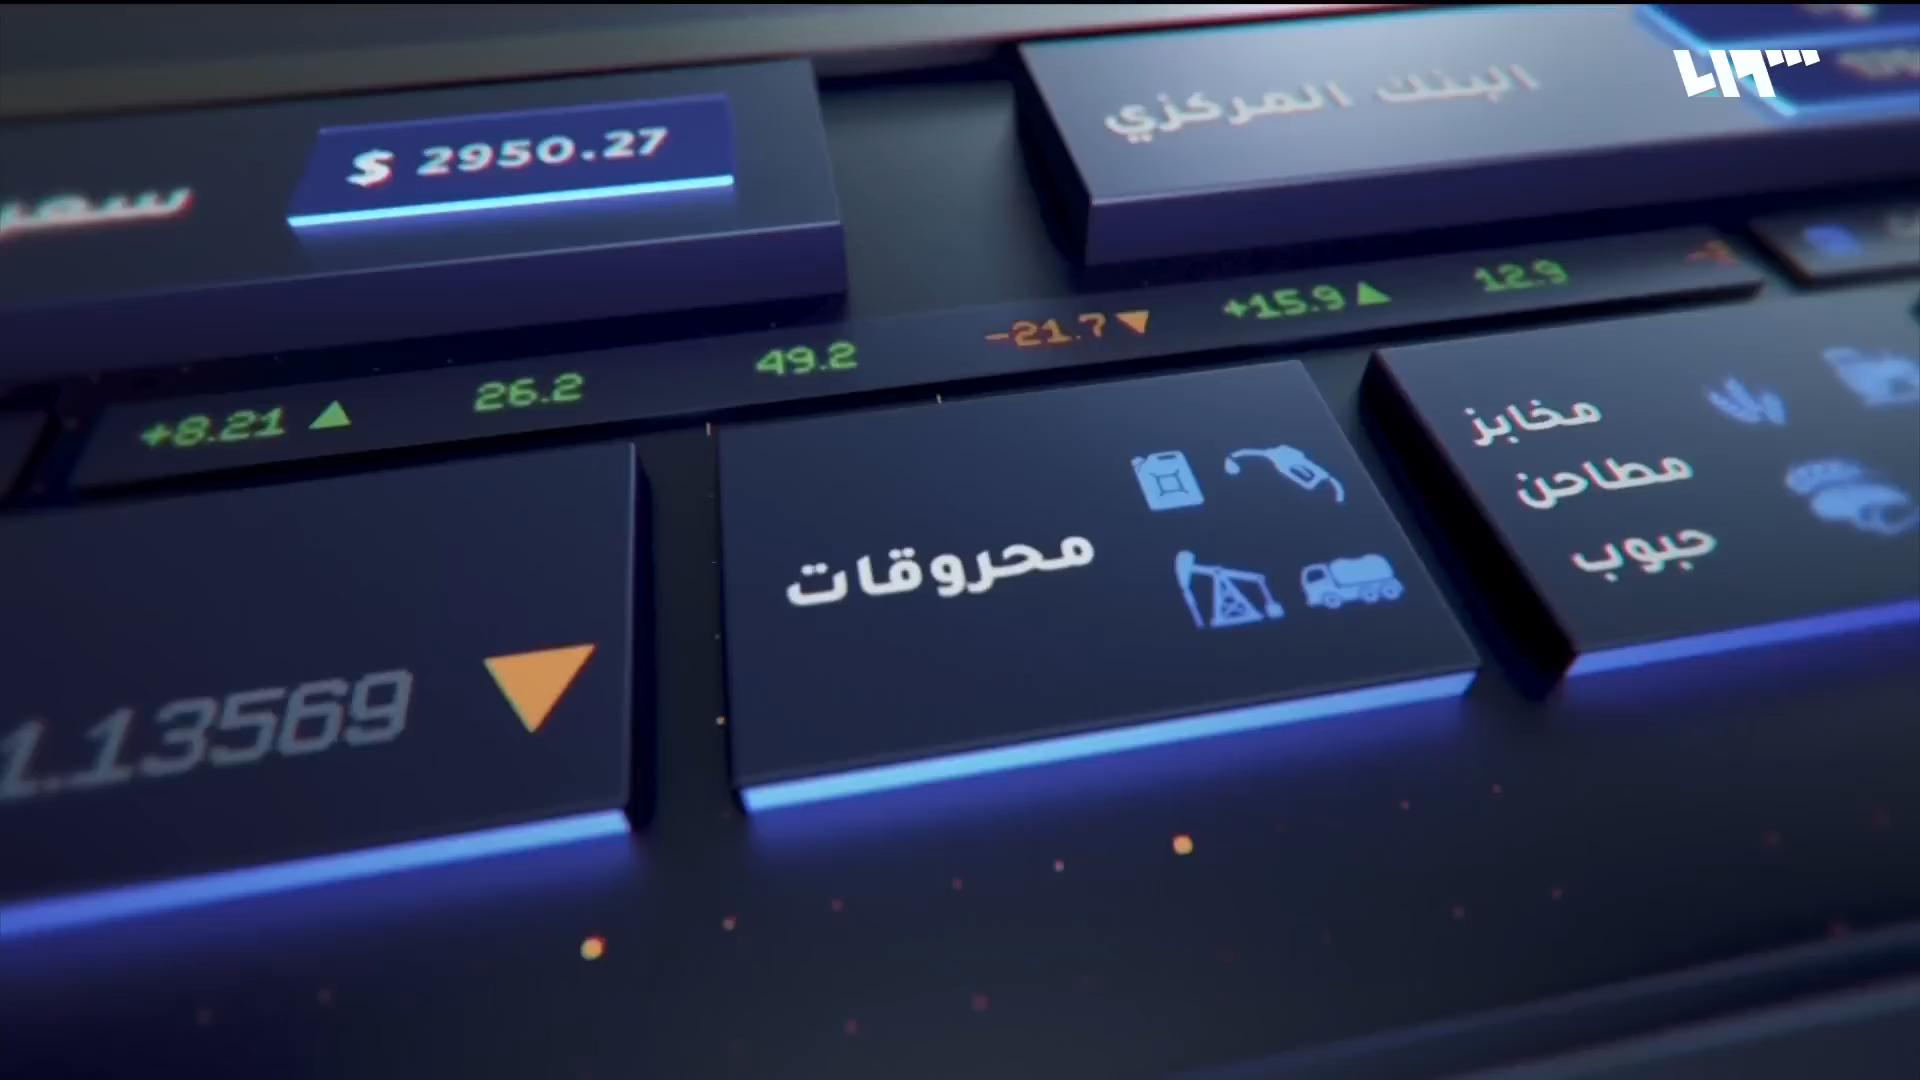 البنك المركزي
$ 2950.27
سعر
+8.21 ▲ 26.2 49.2 -21.7 ▼ +15.9 ▲ 12.9
محروقات
مخابز
مطاحن
حبوب
1.13569